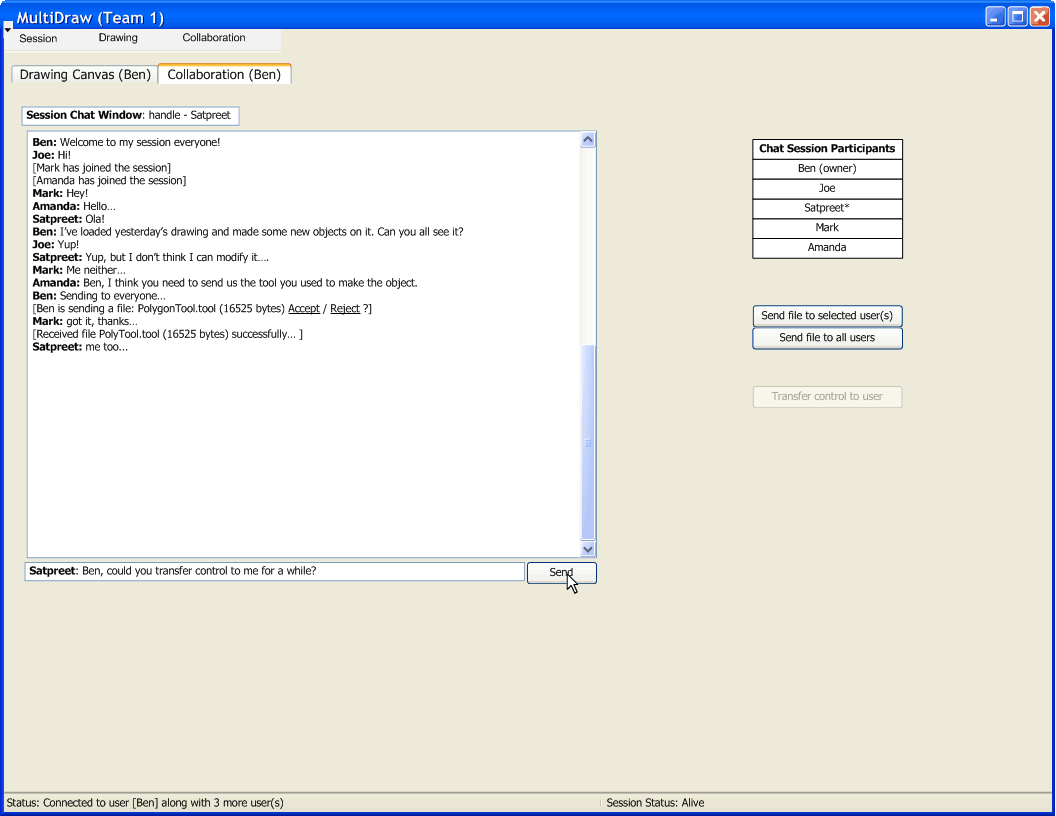 MultiDraw (Team 1)
Session Drawing Collaboration
Drawing Canvas (Ben) Collaboration (Ben)
Session Chat Window: handle - Satpreet
Ben: Welcome to my session everyone!
Joe: Hi!
[Mark has joined the session]
[Amanda has joined the session]
Mark: Hey!
Amanda: Hello...
Satpreet: Ola!
Ben: I've loaded yesterday's drawing and made some new objects on it. Can you all see it?
Joe: Yup!
Satpreet: Yup, but I don't think I can modify it....
Mark: Me neither...
Amanda: Ben, I think you need to send us the tool you used to make the object.
Ben: Sending to everyone...
[Ben is sending a file: PolygonTool.tool (16525 bytes) Accept / Reject ?]
Mark: got it, thanks...
[Received file PolyTool.tool (16525 bytes) successfully... ]
Satpreet: me too...
Satpreet: Ben, could you transfer control to me for a while?
Send
Chat Session Participants
Ben (owner)
Joe
Satpreet*
Mark
Amanda
Send file to selected user(s)
Send file to all users
Transfer control to user
Status: Connected to user [Ben] along with 3 more user(s)
Session Status: Alive